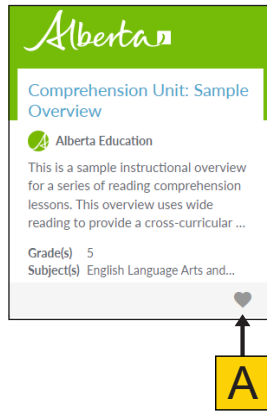 Alberta
Comprehension Unit: Sample
Overview
Alberta Education
This is a sample instructional overview
for a series of reading comprehension
lessons. This overview uses wide
reading to provide a cross-curricular ...
Grade(s) 5
Subject(s) English Language Arts and...
A